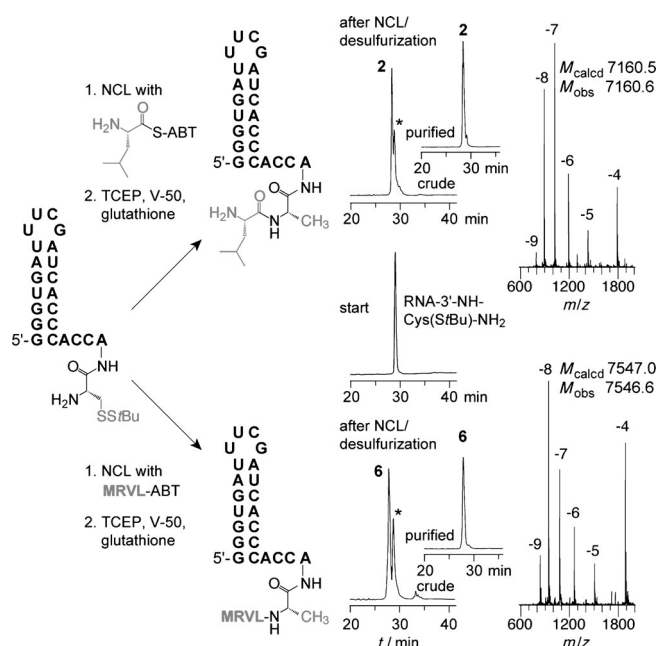 after NCL/
desulfurization
2
*
crude
20 30 40 min
2
purified
20 30 min
-7
-8
M calcd 7160.5
M obs 7160.6
-6
-4
-5
-9
600 1200 1800
m/z
1. NCL with
O
H2N
S-ABT
2. TCEP, V-50,
glutathione
U C
U G
U A
A U
G C
U A
G C
G C
5'-G CACCA
NH
O
O
H2N
N
H
CH3
U C
U G
U A
A U
G C
U A
G C
G C
5'-G CACCA
NH
O
H2N
SStBu
start
RNA-3'-NH-
Cys(StBu)-NH2
20 30 40 min
1. NCL with
MRVL-ABT
2. TCEP, V-50,
glutathione
U C
U G
U A
A U
G C
U A
G C
G C
5'-G CACCA
NH
O
MRVL-N
H
CH3
after NCL/
desulfurization
6
*
crude
20 30 40
t / min
6
purified
20 30 min
-8
M calcd 7547.0
M obs 7546.6
-7
-4
-6
-9
-5
600 1200 1800
m/z